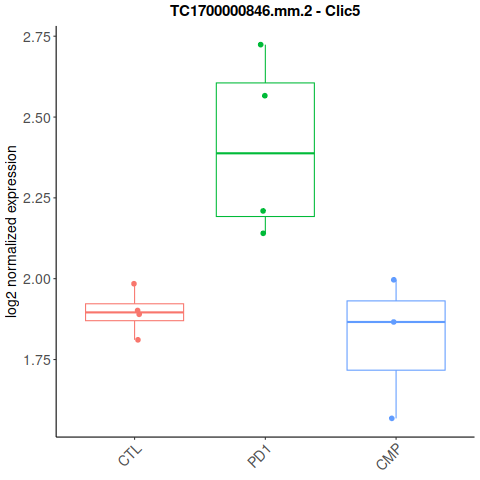 TC1700000846.mm.2 - Clic5
log2 normalized expression
2.75
2.50
2.25
2.00
1.75
CTL
PD1
CMP